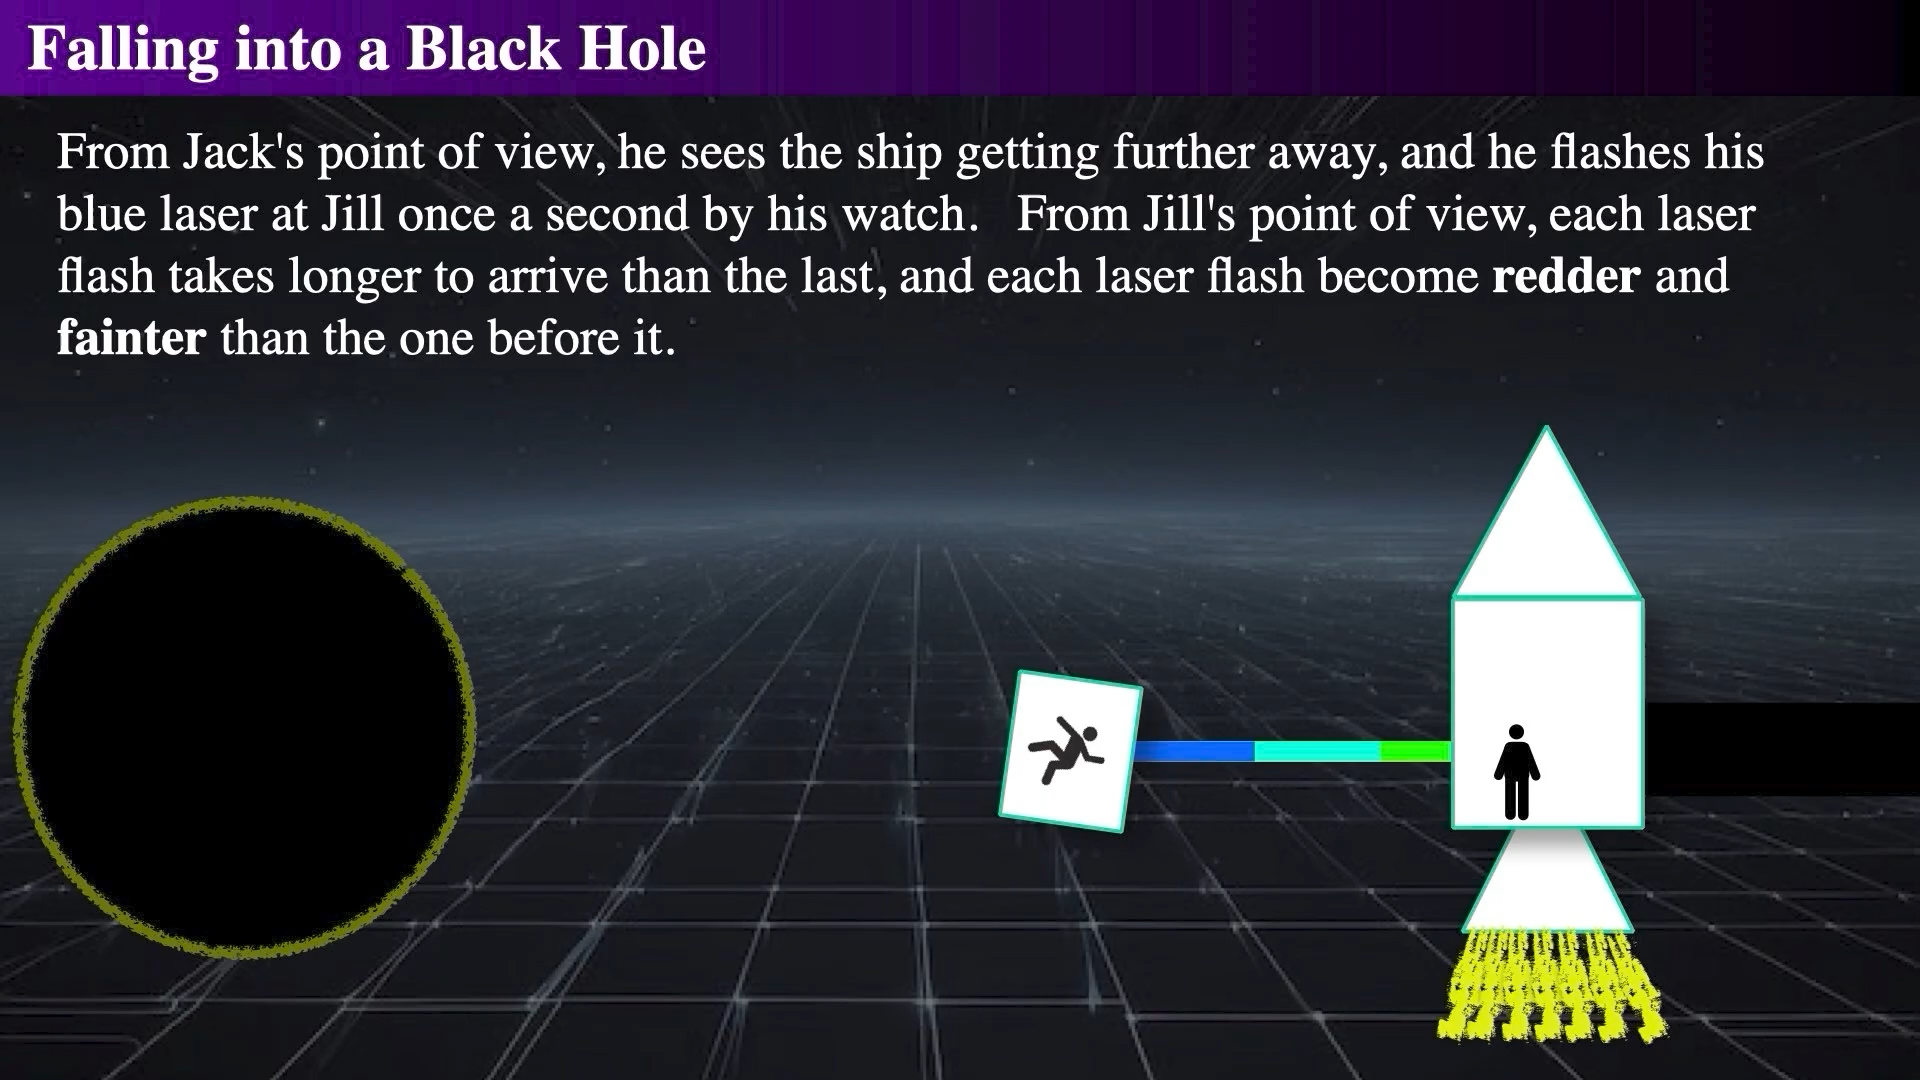 Falling into a Black Hole
From Jack's point of view, he sees the ship getting further away, and he flashes his
blue laser at Jill once a second by his watch.   From Jill's point of view, each laser
flash takes longer to arrive than the last, and each laser flash become redder and
fainter than the one before it.